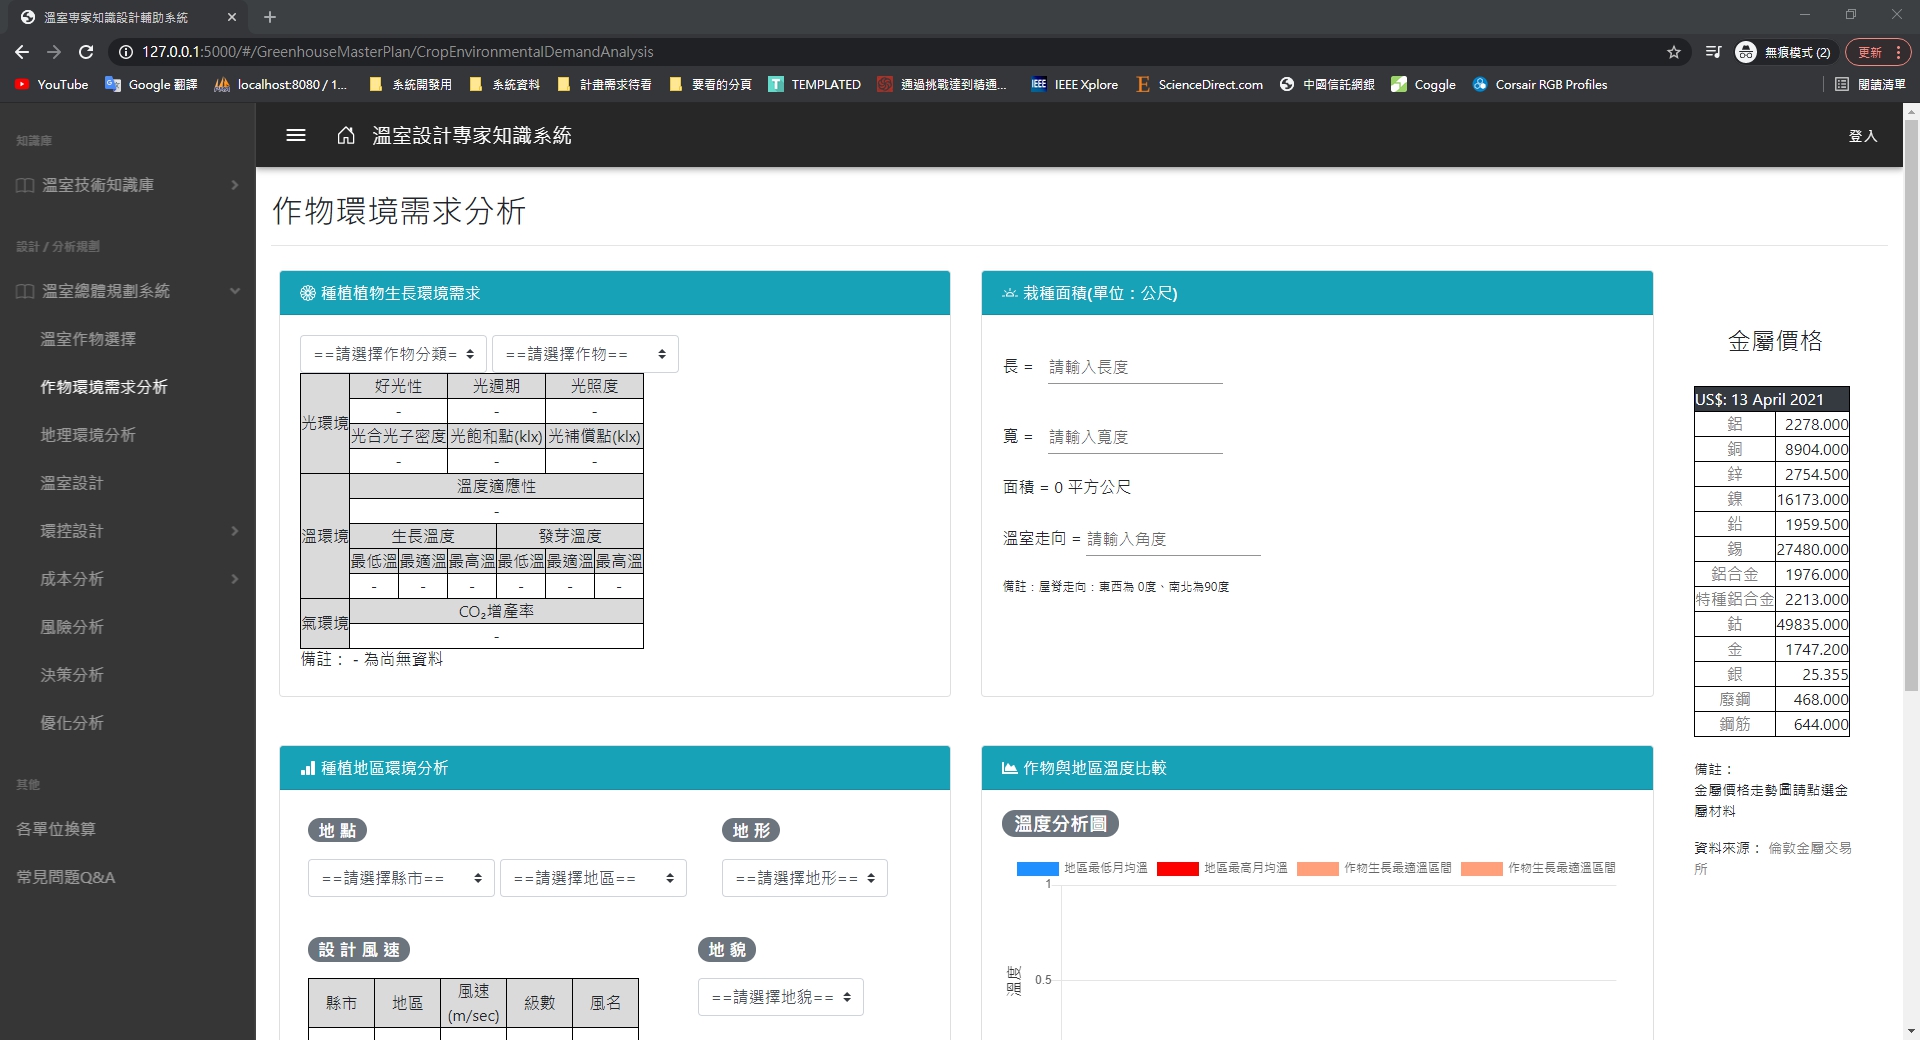 溫室專家知識設計輔助系統
127.0.0.1:5000/#/GreenhouseMasterPlan/CropEnvironmentalDemandAnalysis
無痕模式 (2)
更新
YouTube
Google 翻譯
localhost:8080 / 1...
系統開發用
系統資料
計畫需求待看
要看的分頁
TEMPLATED
通過挑戰達到精通...
IEEE Xplore
ScienceDirect.com
中國信託網銀
Coggle
Corsair RGB Profiles
閱讀清單
知識庫
溫室技術知識庫
設計 / 分析規劃
溫室總體規劃系統
溫室作物選擇
作物環境需求分析
地理環境分析
溫室設計
環控設計
成本分析
風險分析
決策分析
優化分析
其他
各單位換算
常見問題Q&A
溫室設計專家知識系統
登入
作物環境需求分析
種植植物生長環境需求
==請選擇作物分類= ==請選擇作物==
光環境
好光性 光週期 光照度
- - -
光合光子密度 光飽和點(klx) 光補償點(klx)
- - -
溫環境
溫度適應性
-
生長溫度 發芽溫度
最低溫 最適溫 最高溫 最低溫 最適溫 最高溫
- - - - - -
氣環境
CO₂增產率
-
備註： - 為尚無資料
栽種面積(單位：公尺)
長 = 請輸入長度
寬 = 請輸入寬度
面積 = 0 平方公尺
溫室走向 = 請輸入角度
備註：屋脊走向：東西為 0度、南北為90度
金屬價格
US$: 13 April 2021
鋁 2278.000
銅 8904.000
鋅 2754.500
鎳 16173.000
鉛 1959.500
錫 27480.000
鋁合金 1976.000
特種鋁合金 2213.000
鈷 49835.000
金 1747.200
銀 25.355
廢鋼 468.000
鋼筋 644.000
備註：
金屬價格走勢圖請點選金
屬材料
資料來源： 倫敦金屬交易
所
種植地區環境分析
地 點
==請選擇縣市== ==請選擇地區==
地 形
==請選擇地形==
設 計 風 速
縣市 地區 風速 (m/sec) 級數 風名
地 貌
==請選擇地貌==
作物與地區溫度比較
溫度分析圖
地區最低月均溫 地區最高月均溫 作物生長最適溫區間 作物生長最適溫區間
1
0.5
溫度